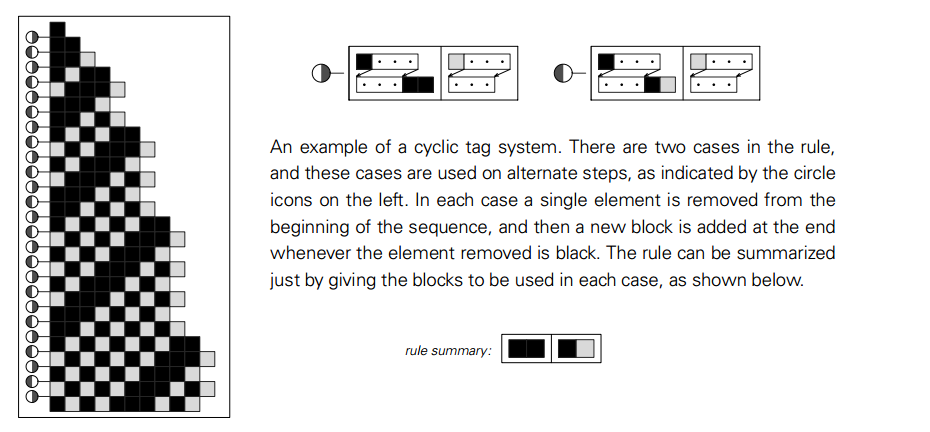 An example of a cyclic tag system. There are two cases in the rule,
and these cases are used on alternate steps, as indicated by the circle
icons on the left. In each case a single element is removed from the
beginning of the sequence, and then a new block is added at the end
whenever the element removed is black. The rule can be summarized
just by giving the blocks to be used in each case, as shown below.
rule summary: